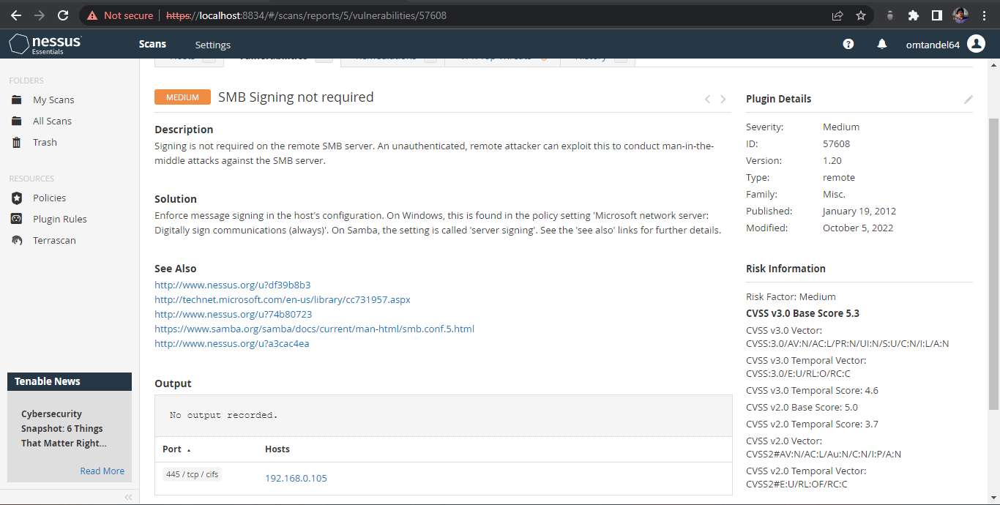 Not secure | https://localhost:8834/#/scans/reports/5/vulnerabilities/57608
nessus
Essentials
Scans
Settings
?
omtandel64
FOLDERS
My Scans
All Scans
Trash
RESOURCES
Policies
Plugin Rules
Terrascan
Tenable News
Cybersecurity
Snapshot: 6 Things
That Matter Right...
Read More
MEDIUM
SMB Signing not required
Description
Signing is not required on the remote SMB server. An unauthenticated, remote attacker can exploit this to conduct man-in-the-
middle attacks against the SMB server.
Solution
Enforce message signing in the host's configuration. On Windows, this is found in the policy setting 'Microsoft network server:
Digitally sign communications (always)'. On Samba, the setting is called 'server signing'. See the 'see also' links for further details.
See Also
http://www.nessus.org/u?df39b8b3
http://technet.microsoft.com/en-us/library/cc731957.aspx
http://www.nessus.org/u?74b80723
https://www.samba.org/samba/docs/current/man-html/smb.conf.5.html
http://www.nessus.org/u?a3cac4ea
Output
No output recorded.
Port Hosts
445 / tcp / cifs 192.168.0.105
Plugin Details
Severity: Medium
ID: 57608
Version: 1.20
Type: remote
Family: Misc.
Published: January 19, 2012
Modified: October 5, 2022
Risk Information
Risk Factor: Medium
CVSS v3.0 Base Score 5.3
CVSS v3.0 Vector:
CVSS:3.0/AV:N/AC:L/PR:N/UI:N/S:U/C:N/I:L/A:N
CVSS v3.0 Temporal Vector:
CVSS:3.0/E:U/RL:O/RC:C
CVSS v3.0 Temporal Score: 4.6
CVSS v2.0 Base Score: 5.0
CVSS v2.0 Temporal Score: 3.7
CVSS v2.0 Vector:
CVSS2#AV:N/AC:L/Au:N/C:N/I:P/A:N
CVSS v2.0 Temporal Vector:
CVSS2#E:U/RL:OF/RC:C